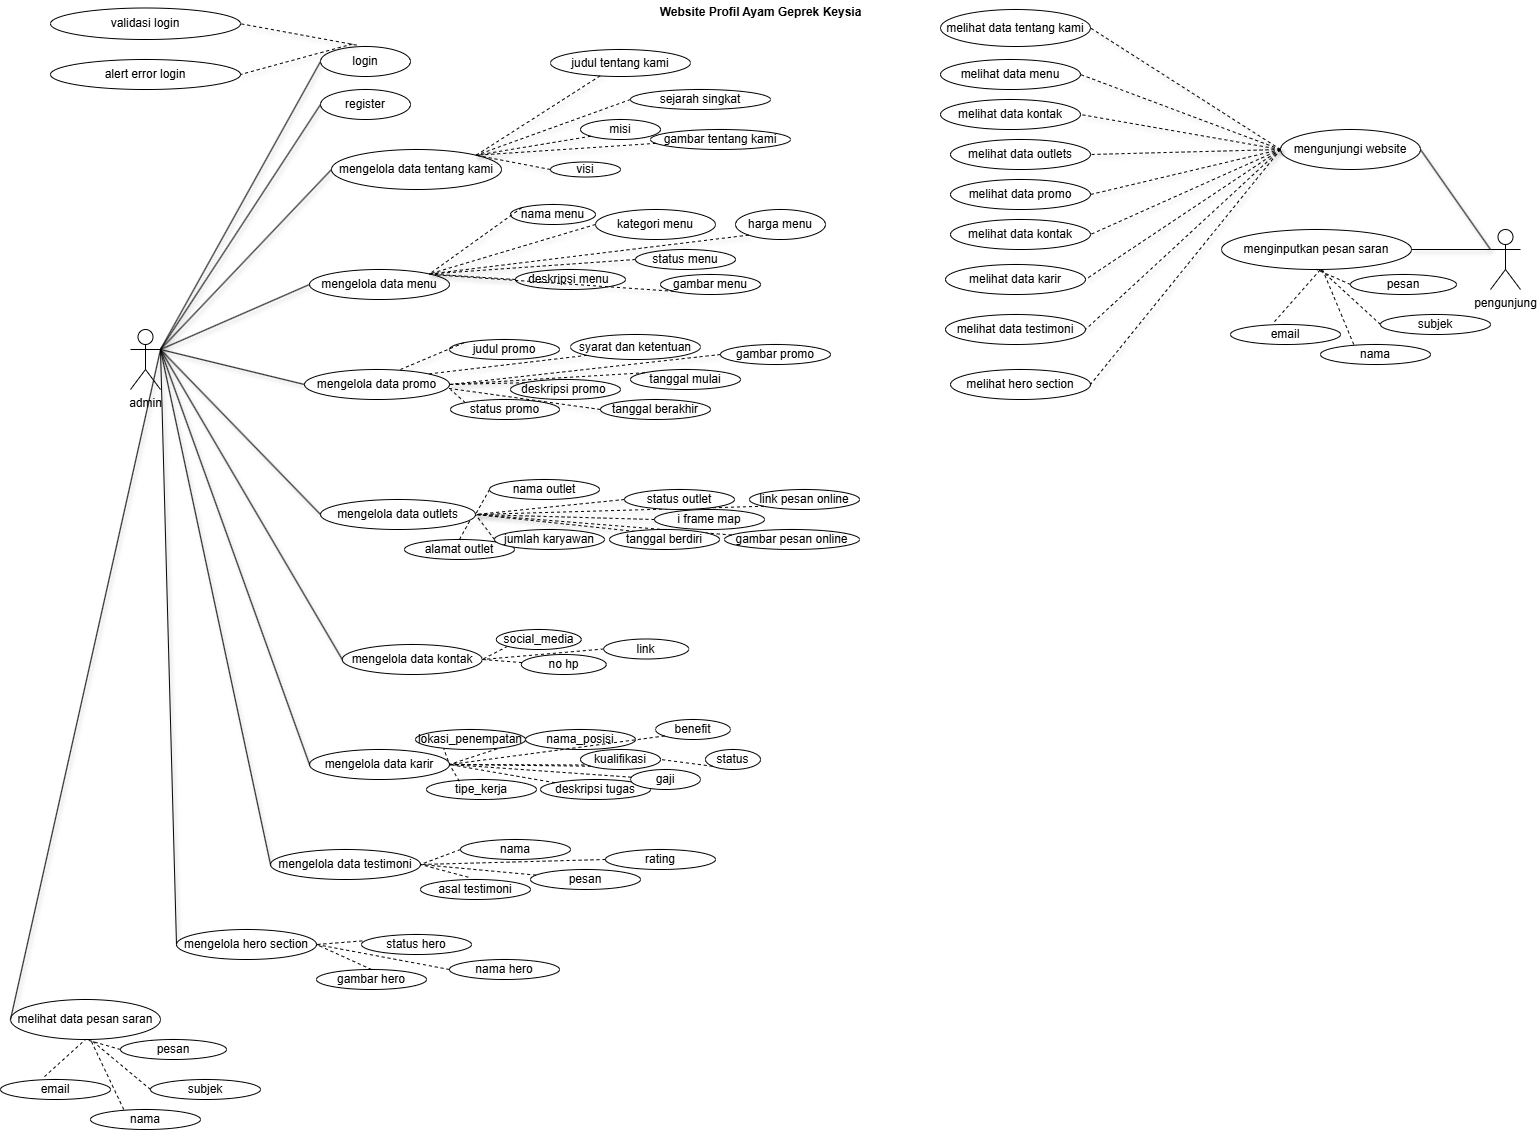 Website Profil Ayam Geprek Keysia
validasi login
alert error login
login
register
judul tentang kami
sejarah singkat
misi
gambar tentang kami
mengelola data tentang kami
visi
nama menu
kategori menu
harga menu
status menu
deskripsi menu
gambar menu
mengelola data menu
admin
judul promo
syarat dan ketentuan
gambar promo
mengelola data promo
deskripsi promo
tanggal mulai
status promo
tanggal berakhir
nama outlet
status outlet
link pesan online
mengelola data outlets
i frame map
alamat outlet
jumlah karyawan
tanggal berdiri
gambar pesan online
social_media
link
mengelola data kontak
no hp
lokasi_penempatan
nama_posisi
benefit
mengelola data karir
kualifikasi
status
gaji
tipe_kerja
deskripsi tugas
nama
rating
mengelola data testimoni
pesan
asal testimoni
mengelola hero section
status hero
nama hero
gambar hero
melihat data pesan saran
pesan
email
subjek
nama
melihat data tentang kami
melihat data menu
melihat data kontak
melihat data outlets
melihat data promo
melihat data kontak
melihat data karir
melihat data testimoni
melihat hero section
mengunjungi website
menginputkan pesan saran
pengunjung
pesan
subjek
email
nama